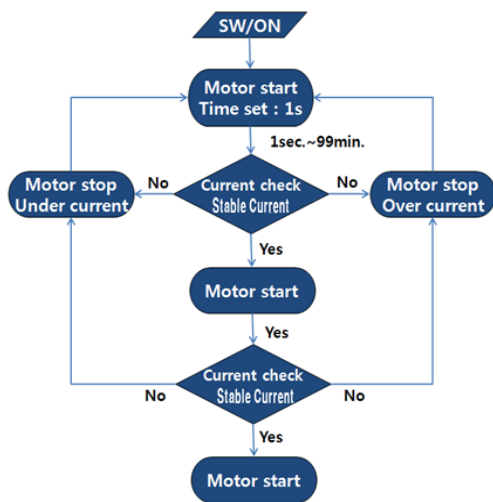 SW/ON
Motor start
Time set : 1s
1sec.~99min.
Motor stop
Under current
No
Current check
Stable Current
No
Motor stop
Over current
Yes
Motor start
Yes
Current check
Stable Current
No
No
Yes
Motor start